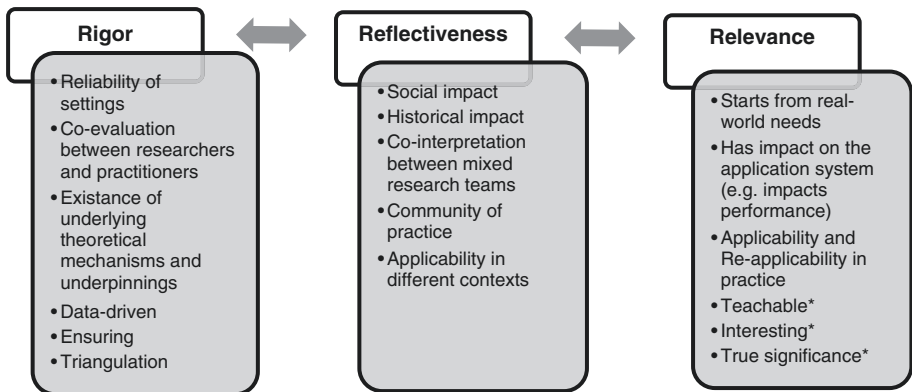 Rigor
• Reliability of
settings
• Co-evaluation
between researchers
and practitioners
• Existance of
underlying
theoretical
mechanisms and
underpinnings
• Data-driven
• Ensuring
• Triangulation
Reflectiveness
• Social impact
• Historical impact
• Co-interpretation
between mixed
research teams
• Community of
practice
• Applicability in
different contexts
Relevance
• Starts from real-
world needs
• Has impact on the
application system
(e.g. impacts
performance)
• Applicability and
Re-applicability in
practice
• Teachable*
• Interesting*
• True significance*